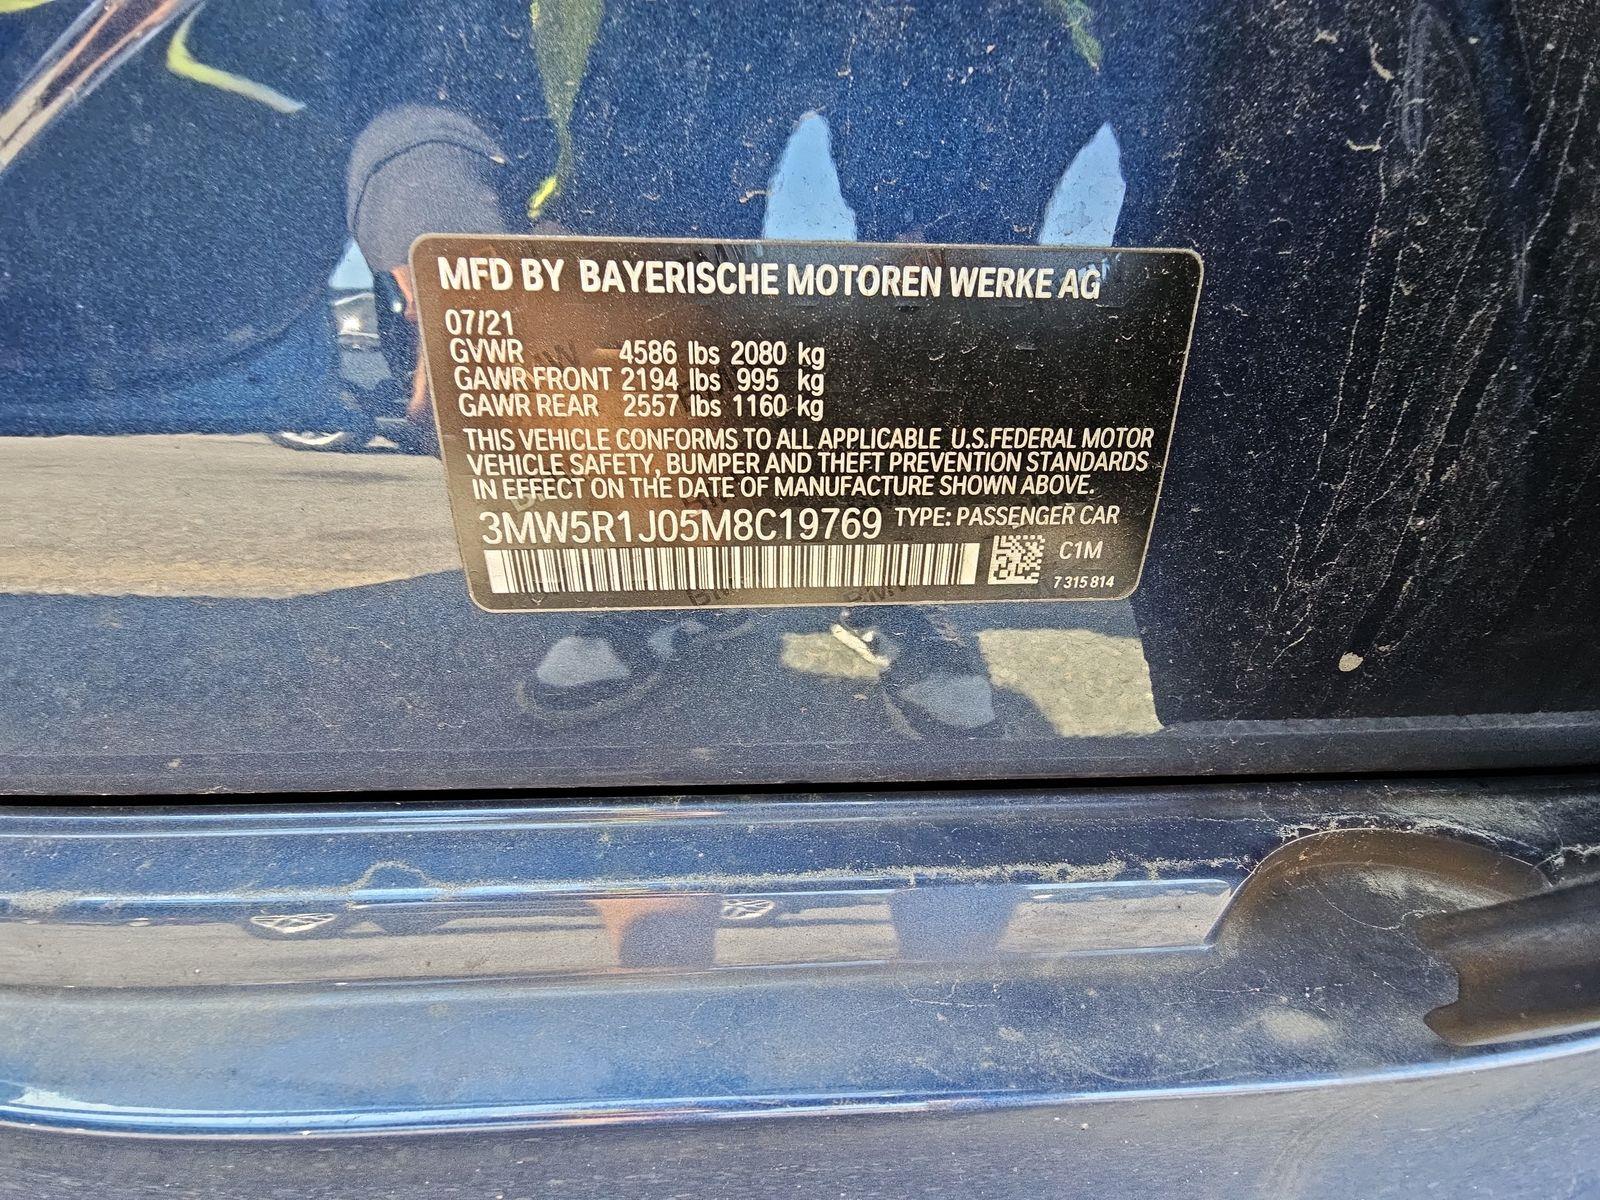 MFD BY BAYERISCHE MOTOREN WERKE AG
07/21
GVWR 4586 lbs 2080 kg
GAWR FRONT 2194 lbs 995 kg
GAWR REAR 2557 lbs 1160 kg
THIS VEHICLE CONFORMS TO ALL APPLICABLE U.S.FEDERAL MOTOR
VEHICLE SAFETY, BUMPER AND THEFT PREVENTION STANDARDS
IN EFFECT ON THE DATE OF MANUFACTURE SHOWN ABOVE.
3MW5R1J05M8C19769 TYPE: PASSENGER CAR
C1M
7315814